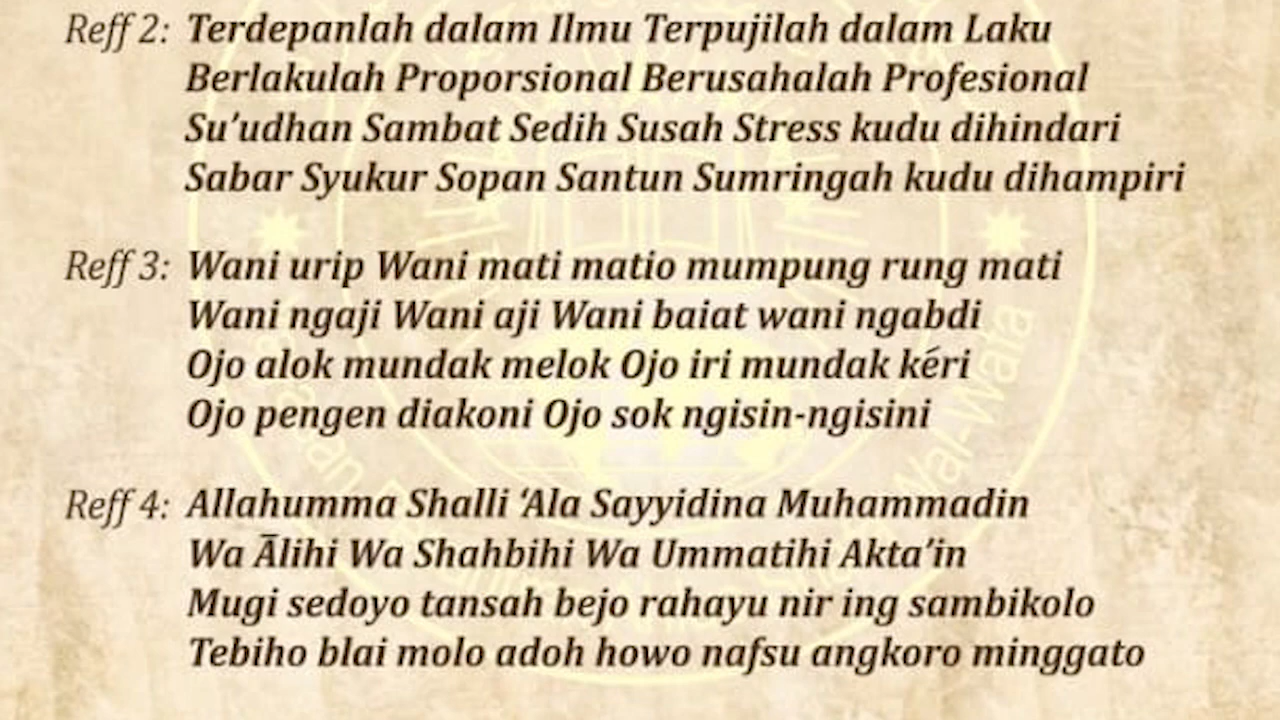 Reff 2: Terdepanlah dalam Ilmu Terpujilah dalam Laku
Berlakulah Proporsional Berusahalah Profesional
Su’udhan Sambat Sedih Susah Stress kudu dihindari
Sabar Syukur Sopan Santun Sumringah kudu dihampiri
Reff 3: Wani urip Wani mati matio mumpung rung mati
Wani ngaji Wani aji Wani baiat wani ngabdi
Ojo alok mundak melok Ojo iri mundak kéri
Ojo pengen diakoni Ojo sok ngisin-ngisini
Reff 4: Allahumma Shalli ‘Ala Sayyidina Muhammadin
Wa Ālihi Wa Shahbihi Wa Ummatihi Akta’in
Mugi sedoyo tansah bejo rahayu nir ing sambikolo
Tebiho blai molo adoh howo nafsu angkoro minggato
Wal-Wafa